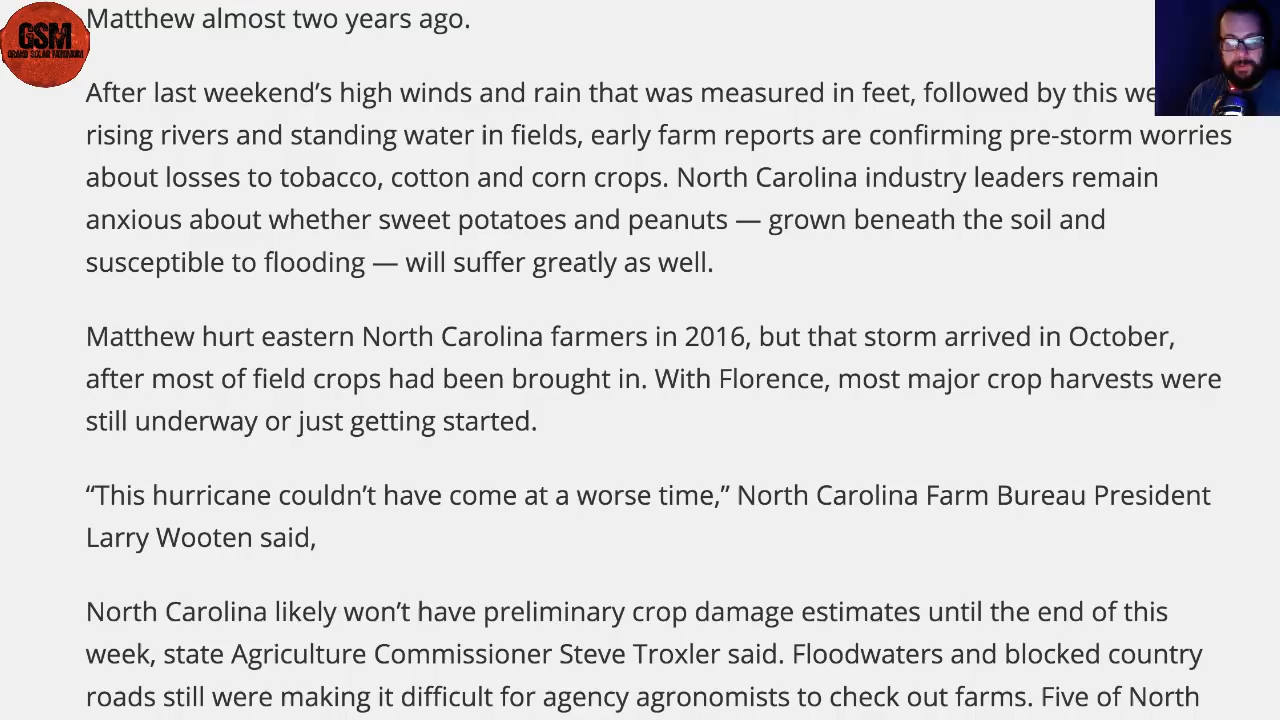 GSM
GRAND SOLAR MINIMUM
Matthew almost two years ago.
After last weekend’s high winds and rain that was measured in feet, followed by this we
rising rivers and standing water in fields, early farm reports are confirming pre-storm worries
about losses to tobacco, cotton and corn crops. North Carolina industry leaders remain
anxious about whether sweet potatoes and peanuts — grown beneath the soil and
susceptible to flooding — will suffer greatly as well.
Matthew hurt eastern North Carolina farmers in 2016, but that storm arrived in October,
after most of field crops had been brought in. With Florence, most major crop harvests were
still underway or just getting started.
“This hurricane couldn’t have come at a worse time,” North Carolina Farm Bureau President
Larry Wooten said,
North Carolina likely won’t have preliminary crop damage estimates until the end of this
week, state Agriculture Commissioner Steve Troxler said. Floodwaters and blocked country
roads still were making it difficult for agency agronomists to check out farms. Five of North